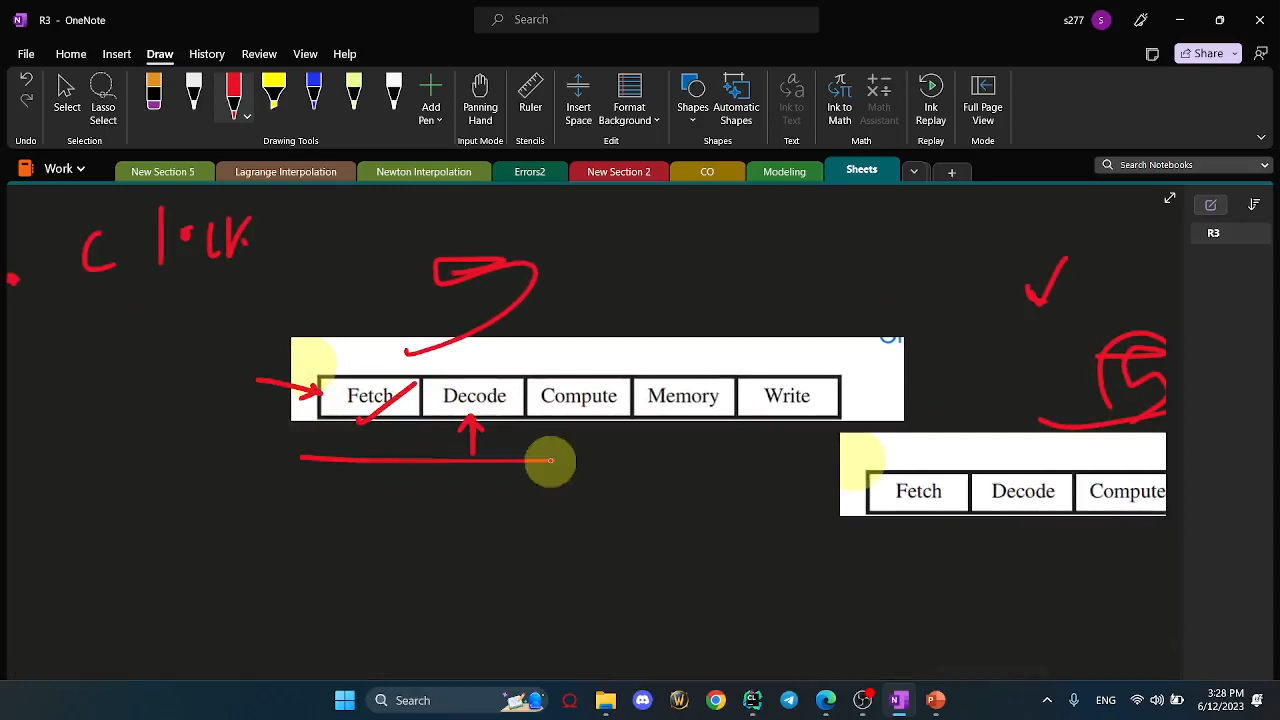 R3 - OneNote
Search
s277
S
File Home Insert Draw History Review View Help
Share
Undo
Select
Lasso Select
Selection
Drawing Tools
Add Pen
Panning Hand
Input Mode
Ruler
Stencils
Insert Space
Format Background
Edit
Shapes
Automatic Shapes
Shapes
Ink to Text
Text
Ink to Math
Math Assistant
Math
Ink Replay
Replay
Full Page View
Mode
Work
New Section 5
Lagrange Interpolation
Newton Interpolation
Errors2
New Section 2
CO
Modeling
Sheets
+
Search Notebooks
R3
Clock
Fetch Decode Compute Memory Write
5
Fetch Decode Compute
Search
ENG
3:28 PM
6/12/2023